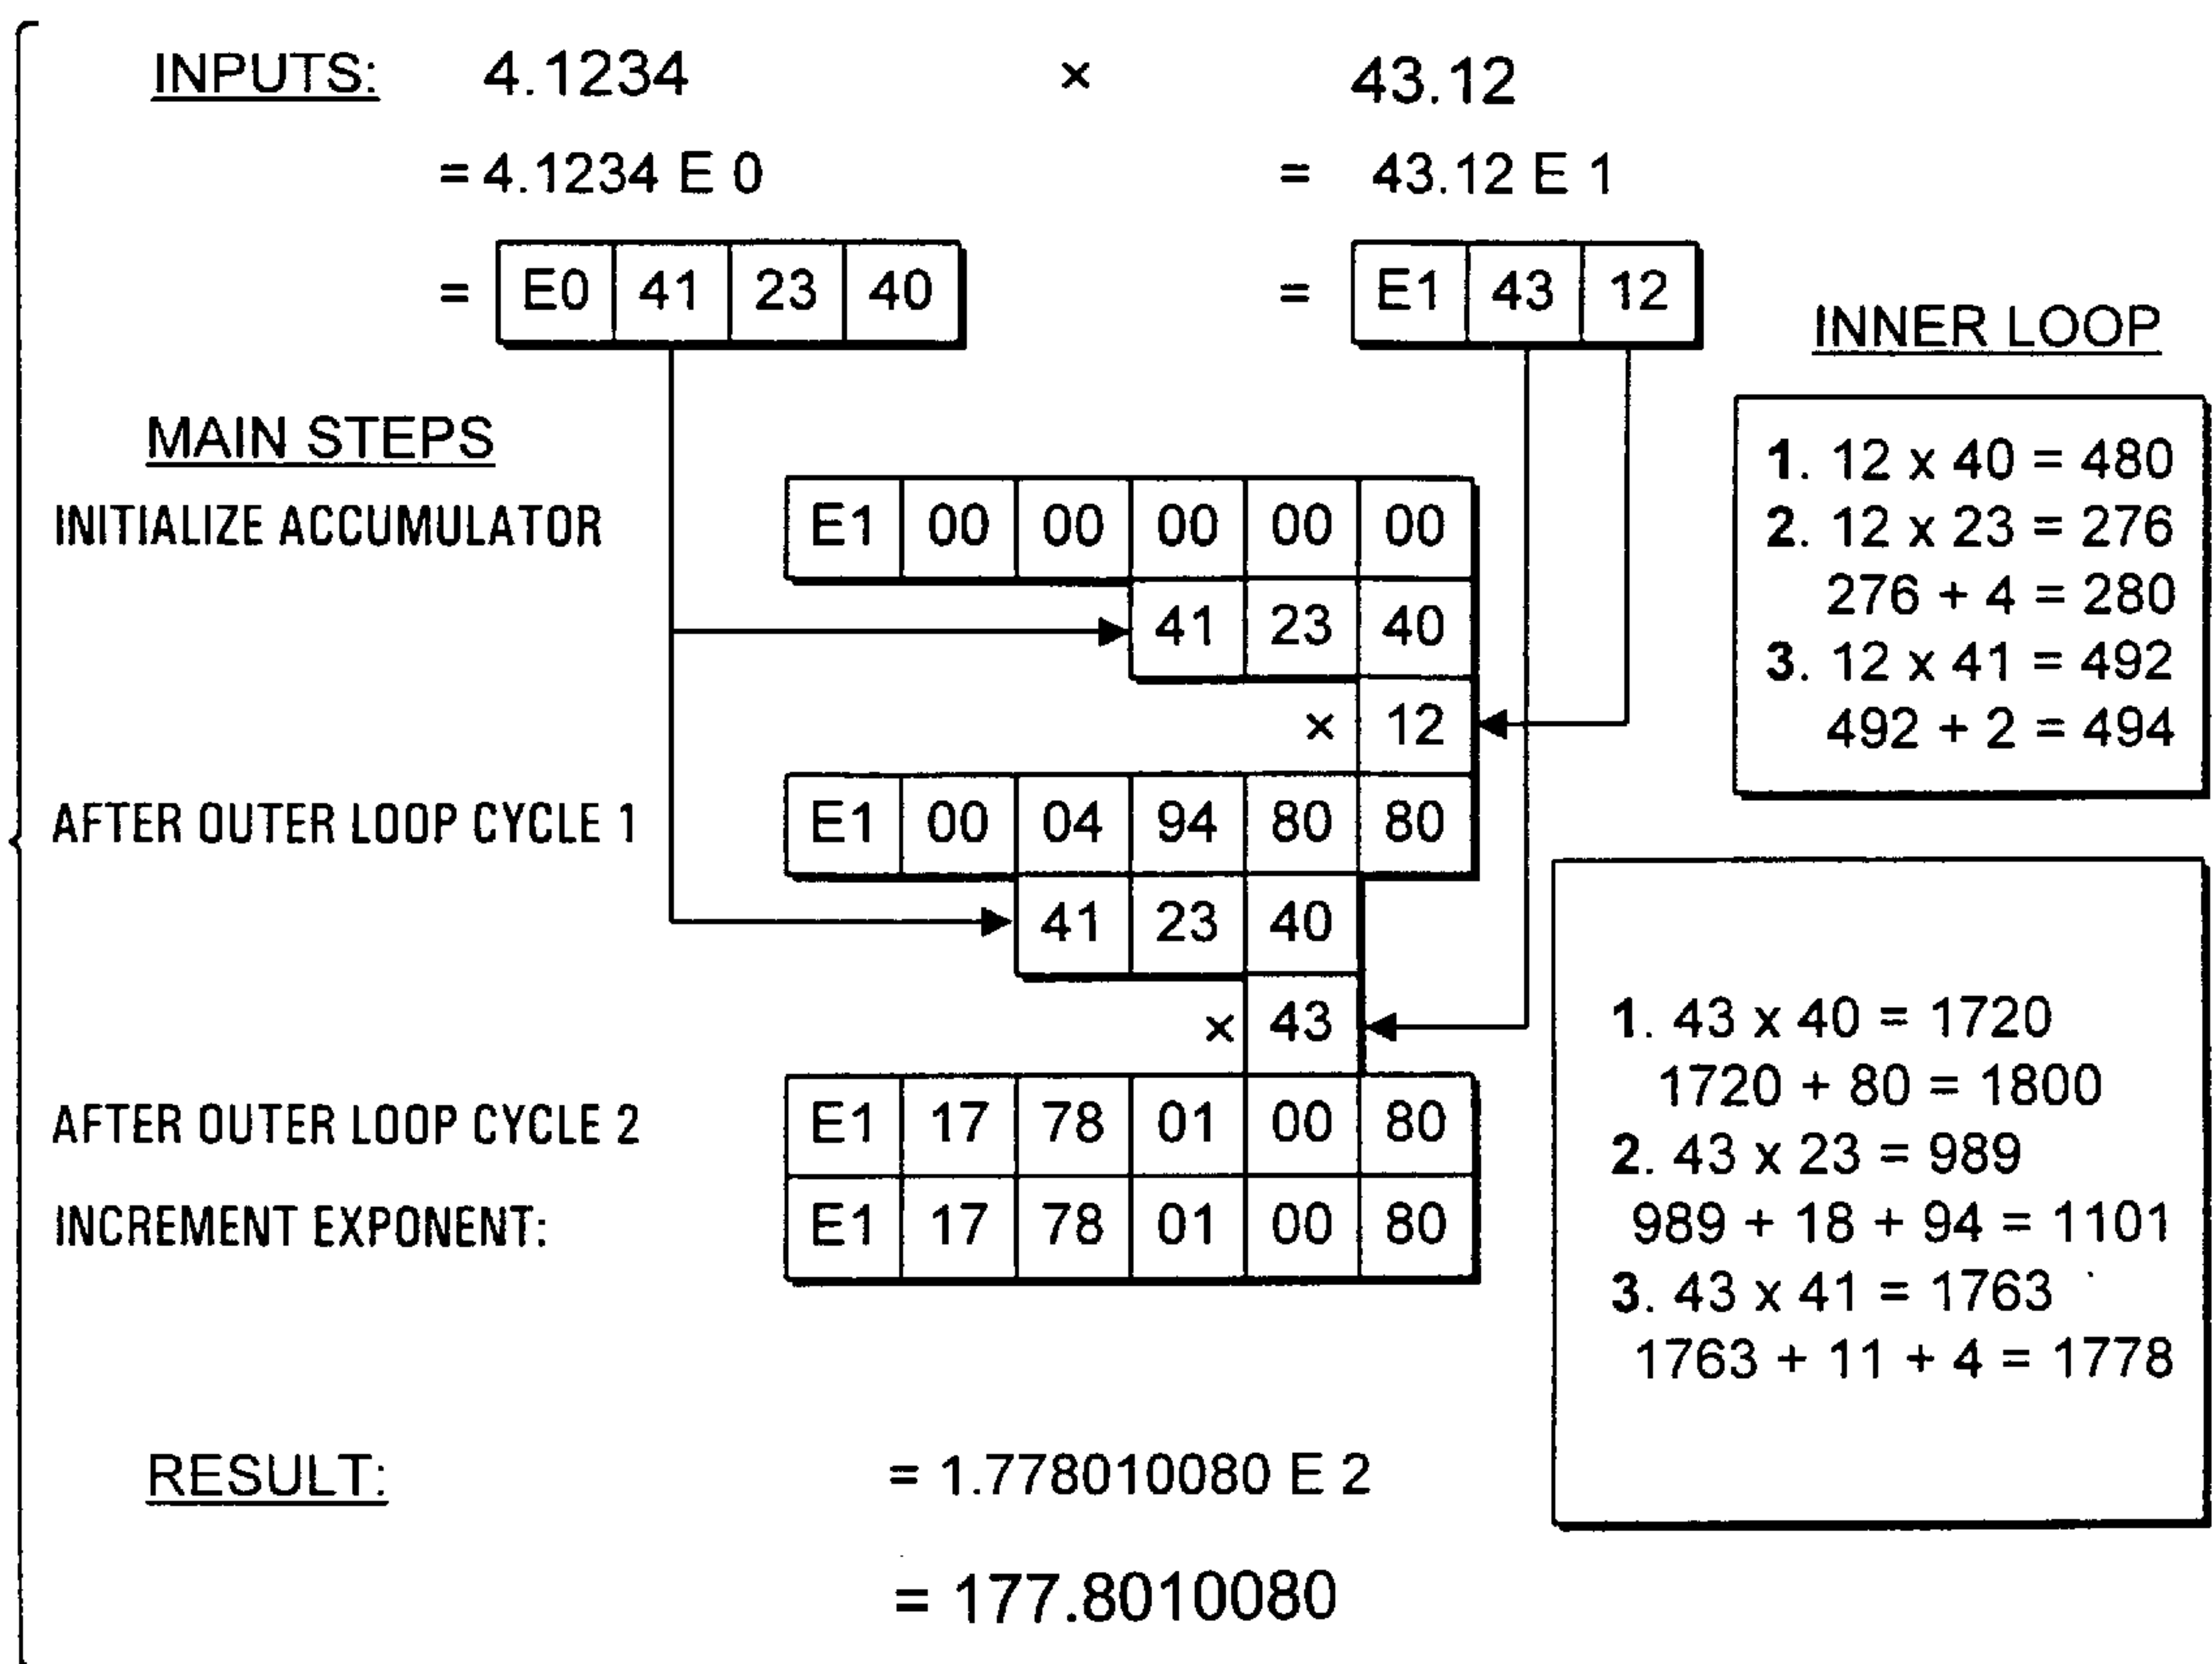 INPUTS: 4.1234 × 43.12
= 4.1234 E 0 = 43.12 E 1
= E0 41 23 40 = E1 43 12
INNER LOOP
MAIN STEPS
INITIALIZE ACCUMULATOR E1 00 00 00 00 00
41 23 40
× 12
1. 12 x 40 = 480
2. 12 x 23 = 276
276 + 4 = 280
3. 12 x 41 = 492
492 + 2 = 494
AFTER OUTER LOOP CYCLE 1 E1 00 04 94 80 80
41 23 40
× 43
AFTER OUTER LOOP CYCLE 2 E1 17 78 01 00 80
INCREMENT EXPONENT: E1 17 78 01 00 80
1. 43 x 40 = 1720
1720 + 80 = 1800
2. 43 x 23 = 989
989 + 18 + 94 = 1101
3. 43 x 41 = 1763
1763 + 11 + 4 = 1778
RESULT: = 1.778010080 E 2
= 177.8010080